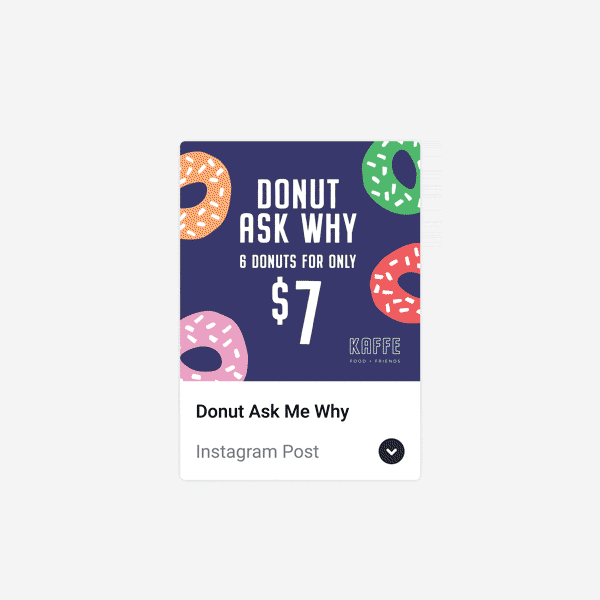 DONUT
ASK WHY
6 DONUTS FOR ONLY
$7
KAFFE
FOOD + FRIENDS
Donut Ask Me Why
Instagram Post